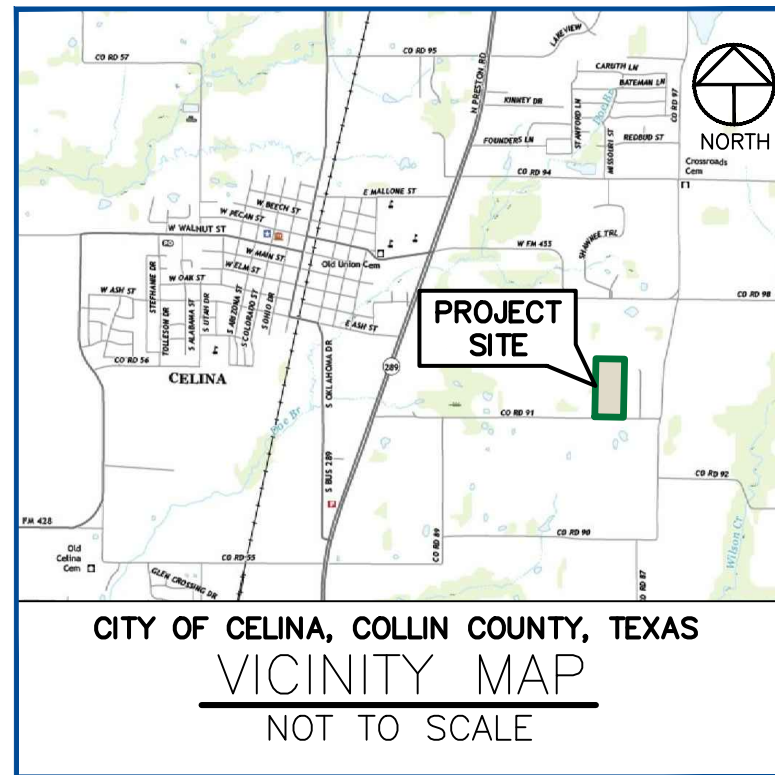 CO RD 57
CO RD 95
N PRESTON RD
LAKEVIEW
CARUTH LN
BATEMAN LN
KINNEY DR
STANFORD LN
CO RD 97
NORTH
FOUNDERS LN
MISSOURI ST
REDBUD ST
Crossroads
Cem
CO RD 94
E MALLONE ST
W BEECH ST
W PECAN ST
W WALNUT ST
W MAIN ST
W ELM ST
Old Union Cem
W FM 455
SHAWNEE TRL
W OAK ST
W ASH ST
STEPHANIE DR
TOLLESON DR
S ALABAMA ST
S UTAH DR
S ARIZONA ST
S COLORADO ST
S OHIO DR
E ASH ST
CO RD 98
PROJECT
SITE
CO RD 56
CELINA
S OKLAHOMA DR
289
Doe Br
CO RD 91
S BUS 289
CO RD 92
FM 428
CO RD 89
CO RD 90
Wilson Cr
Old
Celina
Cem
CO RD 55
GLEN CROSSING DR
O RD 87
CITY OF CELINA, COLLIN COUNTY, TEXAS
VICINITY MAP
NOT TO SCALE